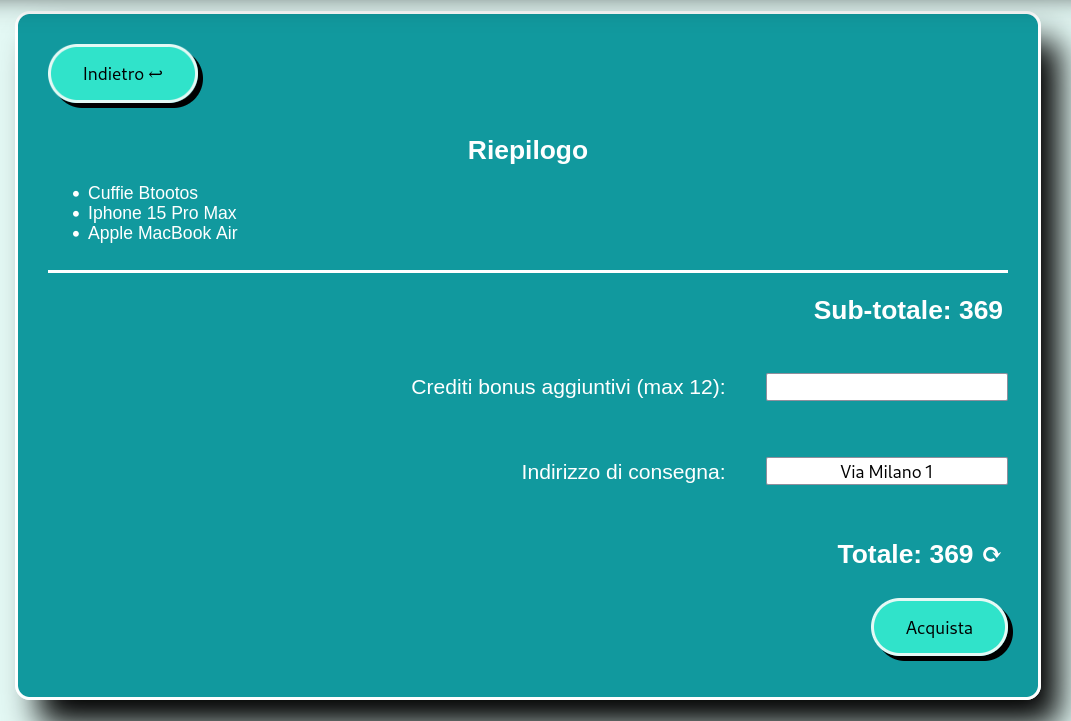 Indietro ↩
Riepilogo
Cuffie Btootos
Iphone 15 Pro Max
Apple MacBook Air
Sub-totale: 369
Crediti bonus aggiuntivi (max 12):
Indirizzo di consegna: Via Milano 1
Totale: 369 ⟳
Acquista